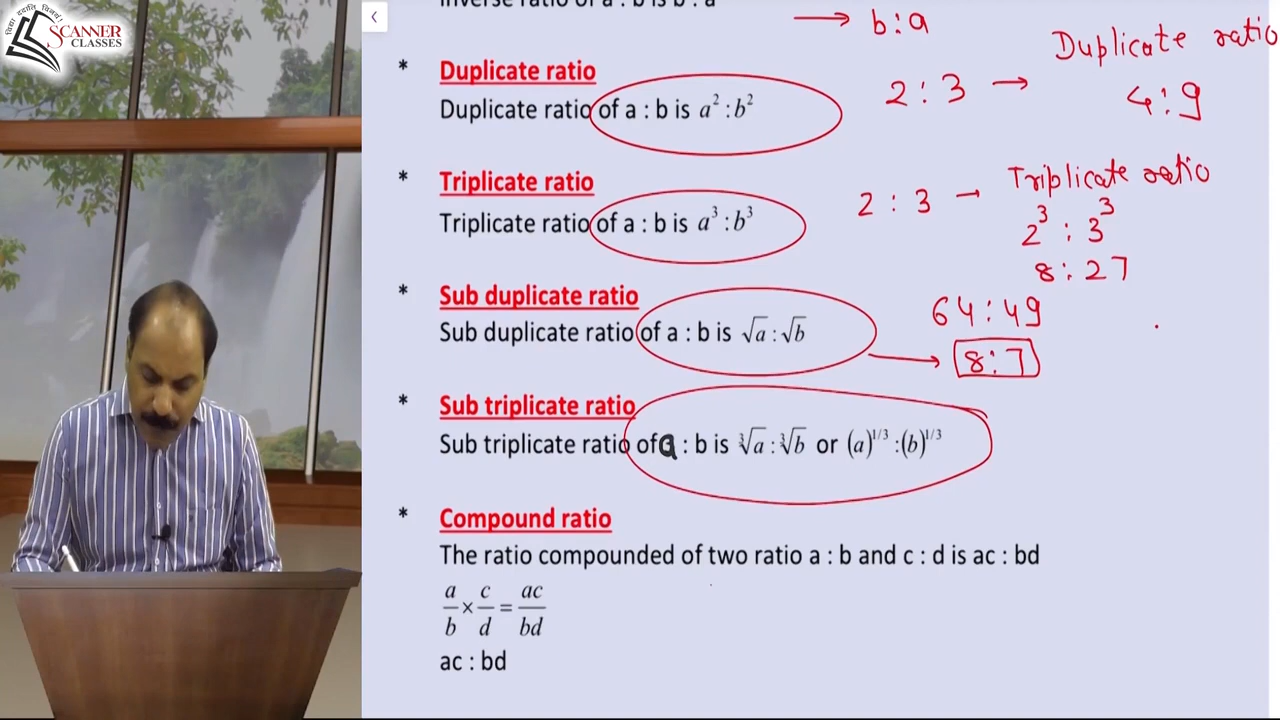 SCANNER
CLASSES
Inverse ratio of a : b is b : a
→ b:a
* Duplicate ratio
Duplicate ratio of a : b is a² : b²
Duplicate ratio
2 : 3 →
4 : 9
* Triplicate ratio
Triplicate ratio of a : b is a³ : b³
2 : 3 → Triplicate ratio
2³ : 3³
8 : 27
* Sub duplicate ratio
Sub duplicate ratio of a : b is √a : √b
64 : 49
→ 8 : 7
* Sub triplicate ratio
Sub triplicate ratio of a : b is ∛a : ∛b or (a)^1/3 : (b)^1/3
* Compound ratio
The ratio compounded of two ratio a : b and c : d is ac : bd
a/b × c/d = ac/bd
ac : bd